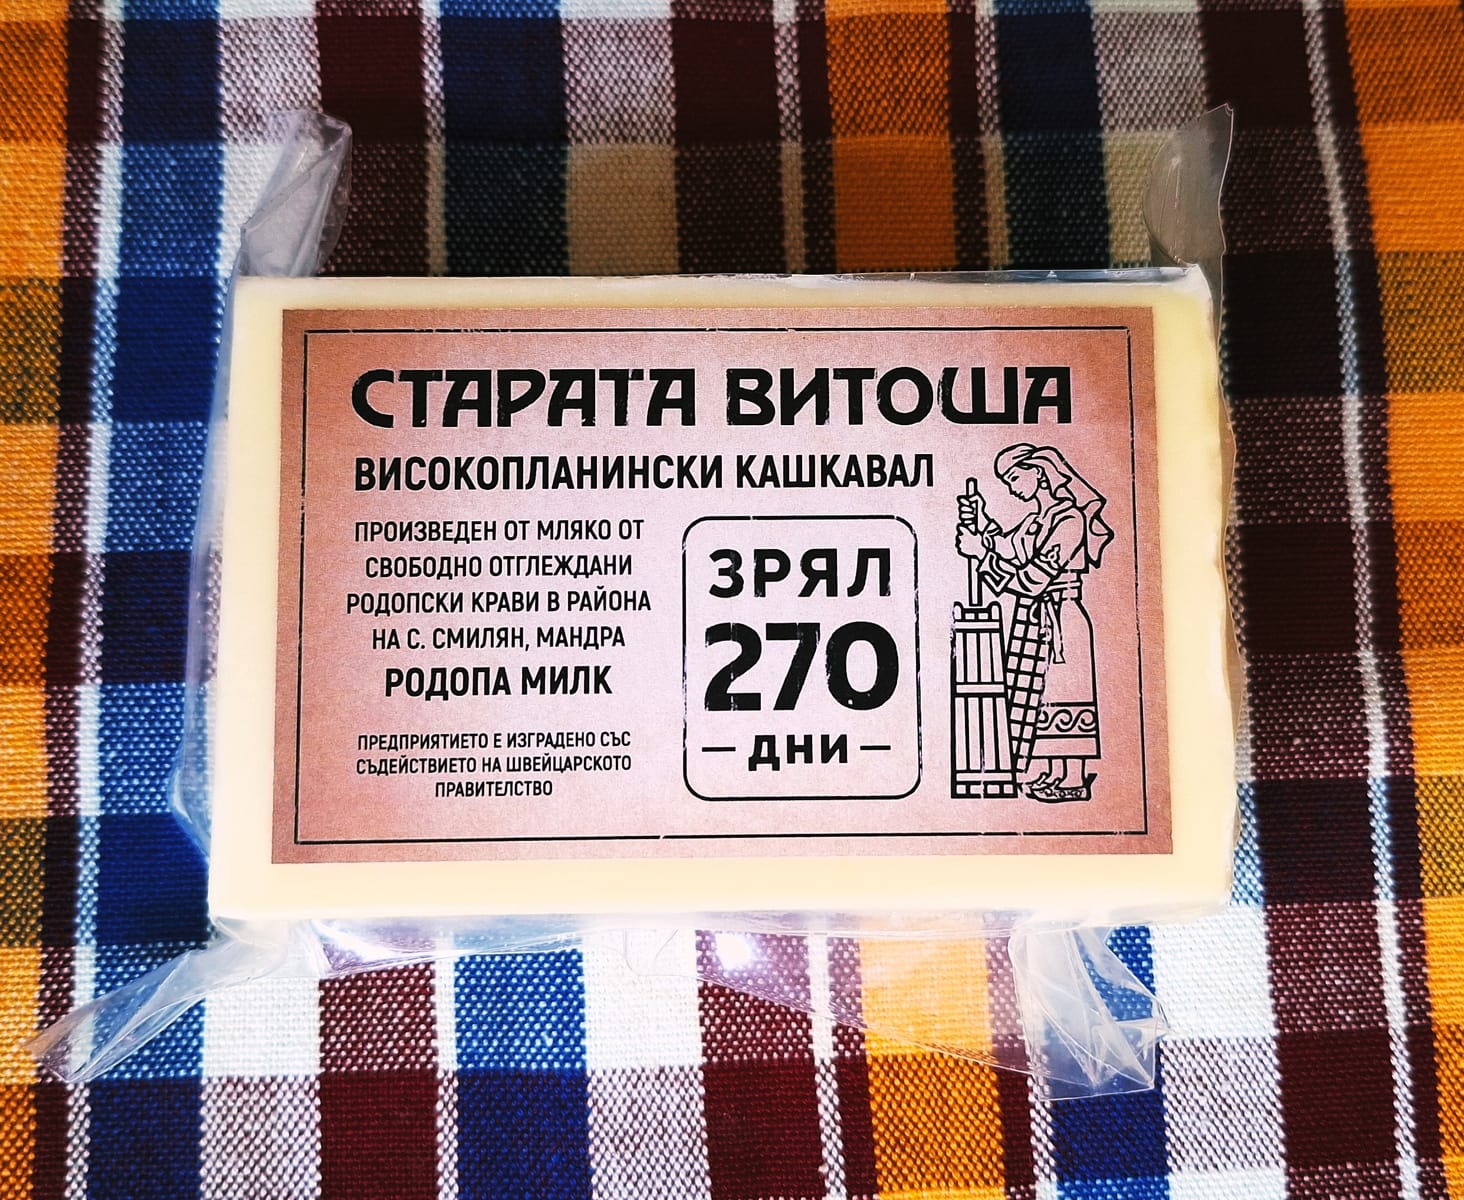 СТАРАТА ВИТОША
ВИСОКОПЛАНИНСКИ КАШКАВАЛ
ПРОИЗВЕДЕН ОТ МЛЯКО ОТ
СВОБОДНО ОТГЛЕЖДАНИ
РОДОПСКИ КРАВИ В РАЙОНА
НА С. СМИЛЯН, МАНДРА
РОДОПА МИЛК
ПРЕДПРИЯТИЕТО Е ИЗГРАДЕНО СЪС
СЪДЕЙСТВИЕТО НА ШВЕЙЦАРСКОТО
ПРАВИТЕЛСТВО
ЗРЯЛ
270
– ДНИ –